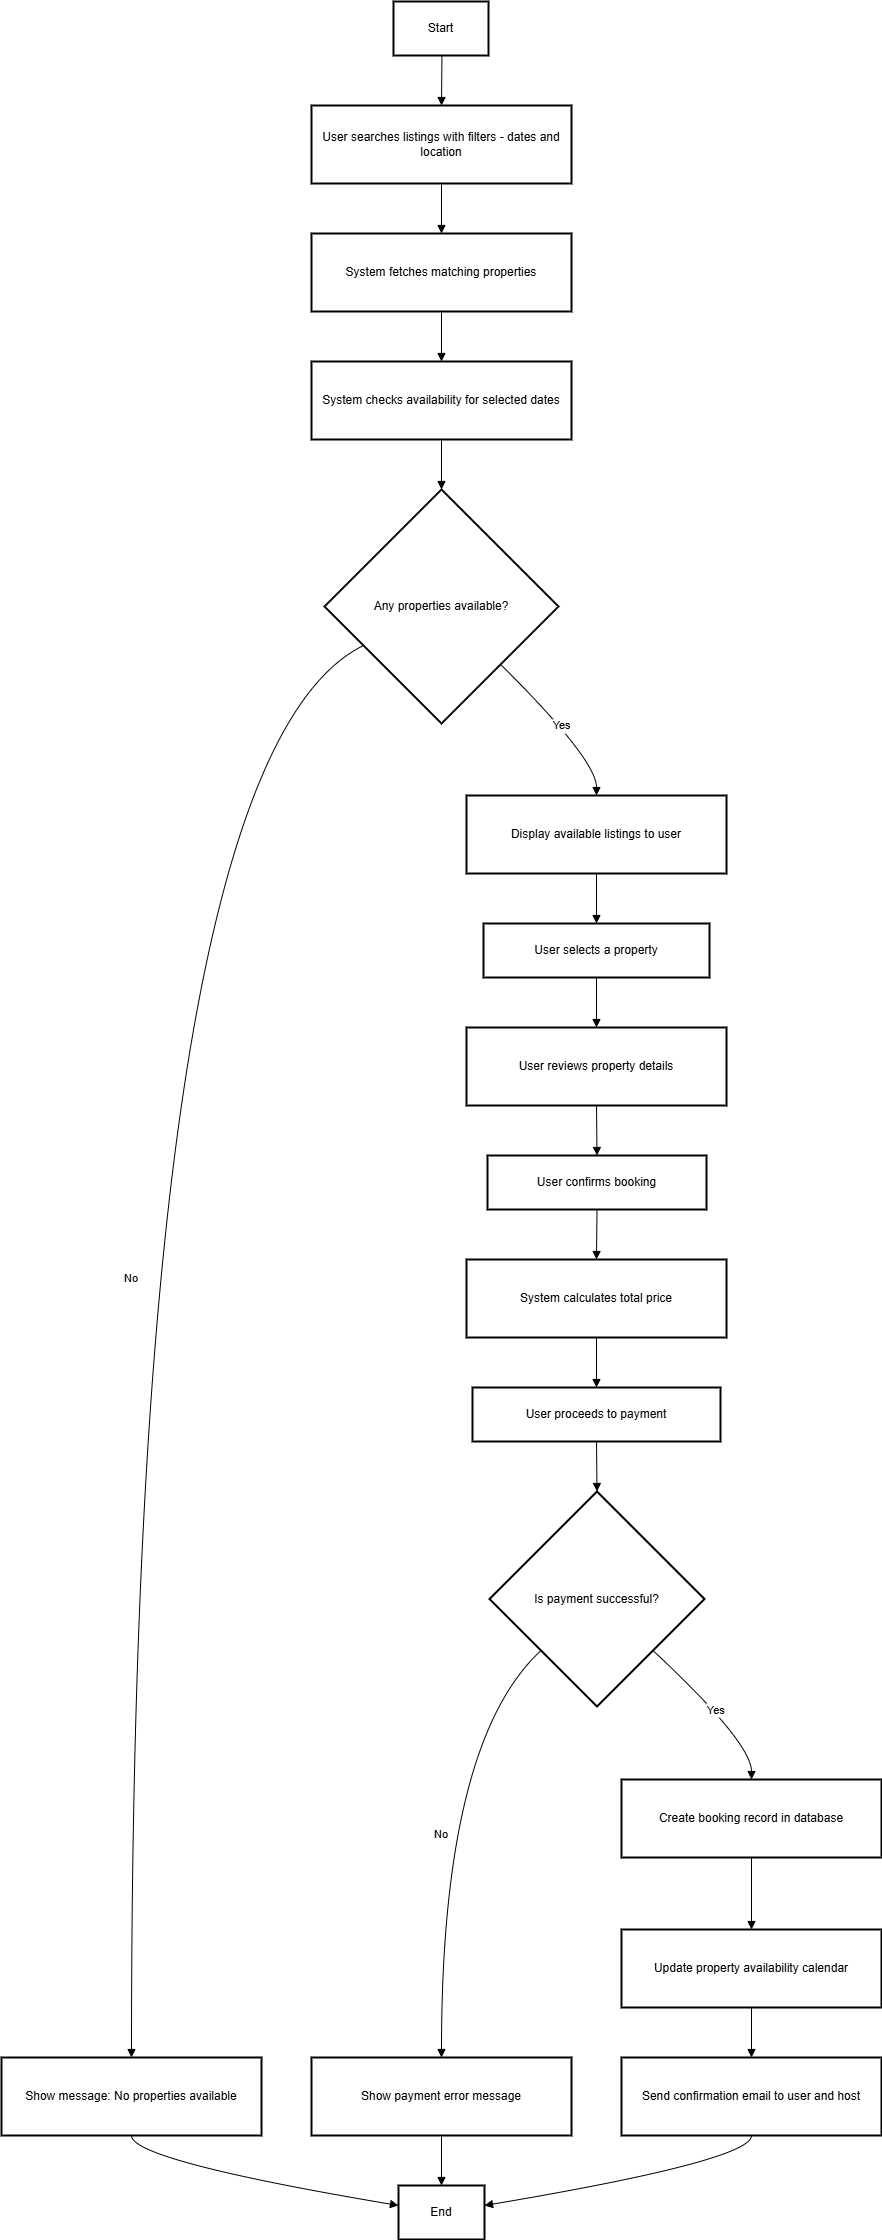 Start
User searches listings with filters - dates and
location
System fetches matching properties
System checks availability for selected dates
Any properties available?
Yes
Display available listings to user
User selects a property
User reviews property details
User confirms booking
No
System calculates total price
User proceeds to payment
Is payment successful?
Yes
Create booking record in database
No
Update property availability calendar
Show message: No properties available
Show payment error message
Send confirmation email to user and host
End